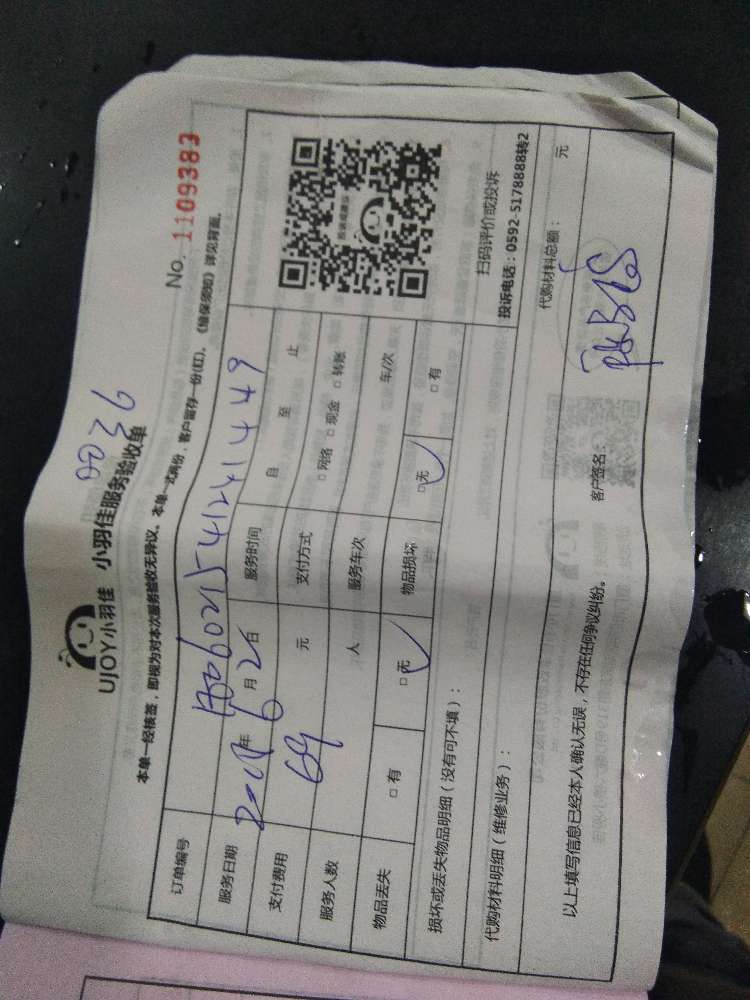 UJOY小羽佳 小羽佳服务验收单
No. 1109383
本单一经核签，即视为对本次服务验收无异议、本单一式两份，客户留存一份(红)、《维保须知》详见背面。
订单编号
服务日期 年 6 月 2 日 服务时间 自 至 止
支付费用 69 元 支付方式 □ 网络 □ 现金 □ 转账
服务人数 人 服务车次 车/次
物品丢失 □ 有 □ 无 物品损坏 □ 无 □ 有
投诉或建议
扫码评价或投诉
投诉电话：0592-5178888转2
损坏或丢失物品明细（没有可不填）：
代购材料明细（维修业务）：
代购材料总额： 元
以上填写信息已经本人确认无误，不存在任何争议纠纷。
客户签名：